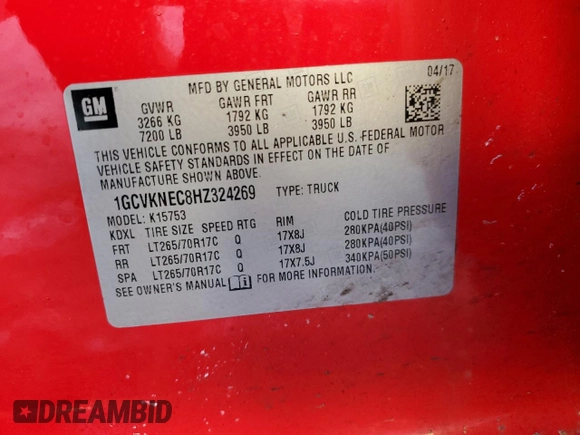 MFD BY GENERAL MOTORS LLC 04/17
GM
GVWR GAWR FRT GAWR RR
3266 KG 1792 KG 1792 KG
7200 LB 3950 LB 3950 LB
THIS VEHICLE CONFORMS TO ALL APPLICABLE U.S.FEDERAL MOTOR
VEHICLE SAFETY STANDARDS IN EFFECT ON THE DATE OF
MANUFACTURE SHOWN ABOVE.
1GCVKNEC8HZ324269 TYPE: TRUCK
MODEL: K15753
KDXL TIRE SIZE SPEED RTG RIM COLD TIRE PRESSURE
FRT LT265/70R17C Q 17X8J 280KPA(40PSI)
RR LT265/70R17C Q 17X8J 280KPA(40PSI)
SPA LT265/70R17C Q 17X7.5J 340KPA(50PSI)
SEE OWNER'S MANUAL FOR MORE INFORMATION.
DREAMBID